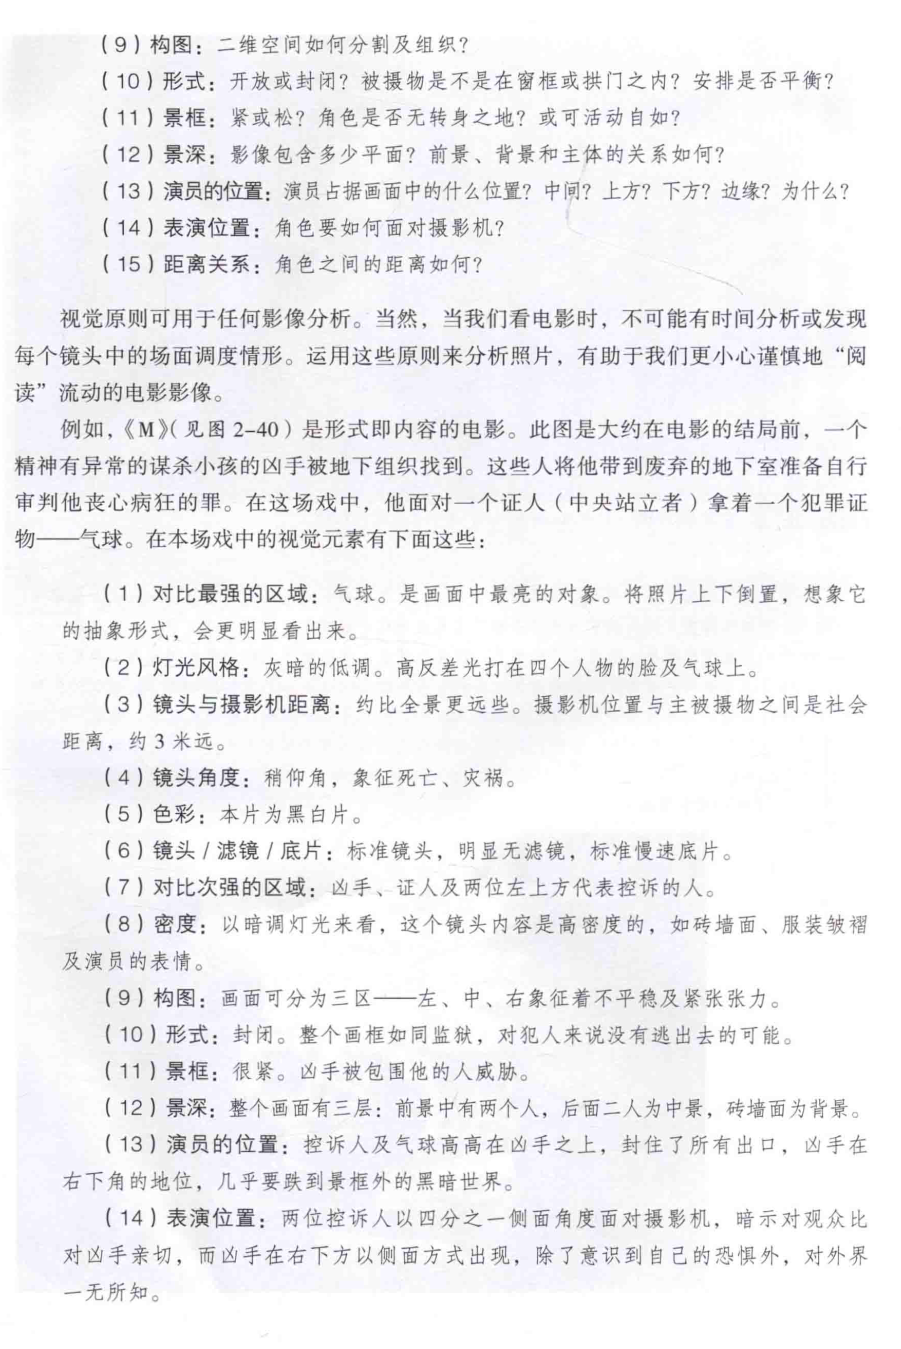 （9）构图：二维空间如何分割及组织？
（10）形式：开放或封闭？被摄物是不是在窗框或拱门之内？安排是否平衡？
（11）景框：紧或松？角色是否无转身之地？或可活动自如？
（12）景深：影像包含多少平面？前景、背景和主体的关系如何？
（13）演员的位置：演员占据画面中的什么位置？中间？上方？下方？边缘？为什么？
（14）表演位置：角色要如何面对摄影机？
（15）距离关系：角色之间的距离如何？
视觉原则可用于任何影像分析。当然，当我们看电影时，不可能有时间分析或发现
每个镜头中的场面调度情形。运用这些原则来分析照片，有助于我们更小心谨慎地“阅
读”流动的电影影像。
例如，《M》（见图 2-40）是形式即内容的电影。此图是大约在电影的结局前，一个
精神有异常的谋杀小孩的凶手被地下组织找到。这些人将他带到废弃的地下室准备自行
审判他丧心病狂的罪。在这场戏中，他面对一个证人（中央站立者）拿着一个犯罪证
物——气球。在本场戏中的视觉元素有下面这些：
（1）对比最强的区域：气球。是画面中最亮的对象。将照片上下倒置，想象它
的抽象形式，会更明显看出来。
（2）灯光风格：灰暗的低调。高反差光打在四个人物的脸及气球上。
（3）镜头与摄影机距离：约比全景更远些。摄影机位置与主被摄物之间是社会
距离，约 3 米远。
（4）镜头角度：稍仰角，象征死亡、灾祸。
（5）色彩：本片为黑白片。
（6）镜头 / 滤镜 / 底片：标准镜头，明显无滤镜，标准慢速底片。
（7）对比次强的区域：凶手、证人及两位左上方代表控诉的人。
（8）密度：以暗调灯光来看，这个镜头内容是高密度的，如砖墙面、服装皱褶
及演员的表情。
（9）构图：画面可分为三区——左、中、右象征着不平稳及紧张张力。
（10）形式：封闭。整个画框如同监狱，对犯人来说没有逃出去的可能。
（11）景框：很紧。凶手被包围他的人威胁。
（12）景深：整个画面有三层：前景中有两个人，后面二人为中景，砖墙面为背景。
（13）演员的位置：控诉人及气球高高在凶手之上，封住了所有出口，凶手在
右下角的地位，几乎要跌到景框外的黑暗世界。
（14）表演位置：两位控诉人以四分之一侧面角度面对摄影机，暗示对观众比
对凶手亲切，而凶手在右下方以侧面方式出现，除了意识到自己的恐惧外，对外界
一无所知。